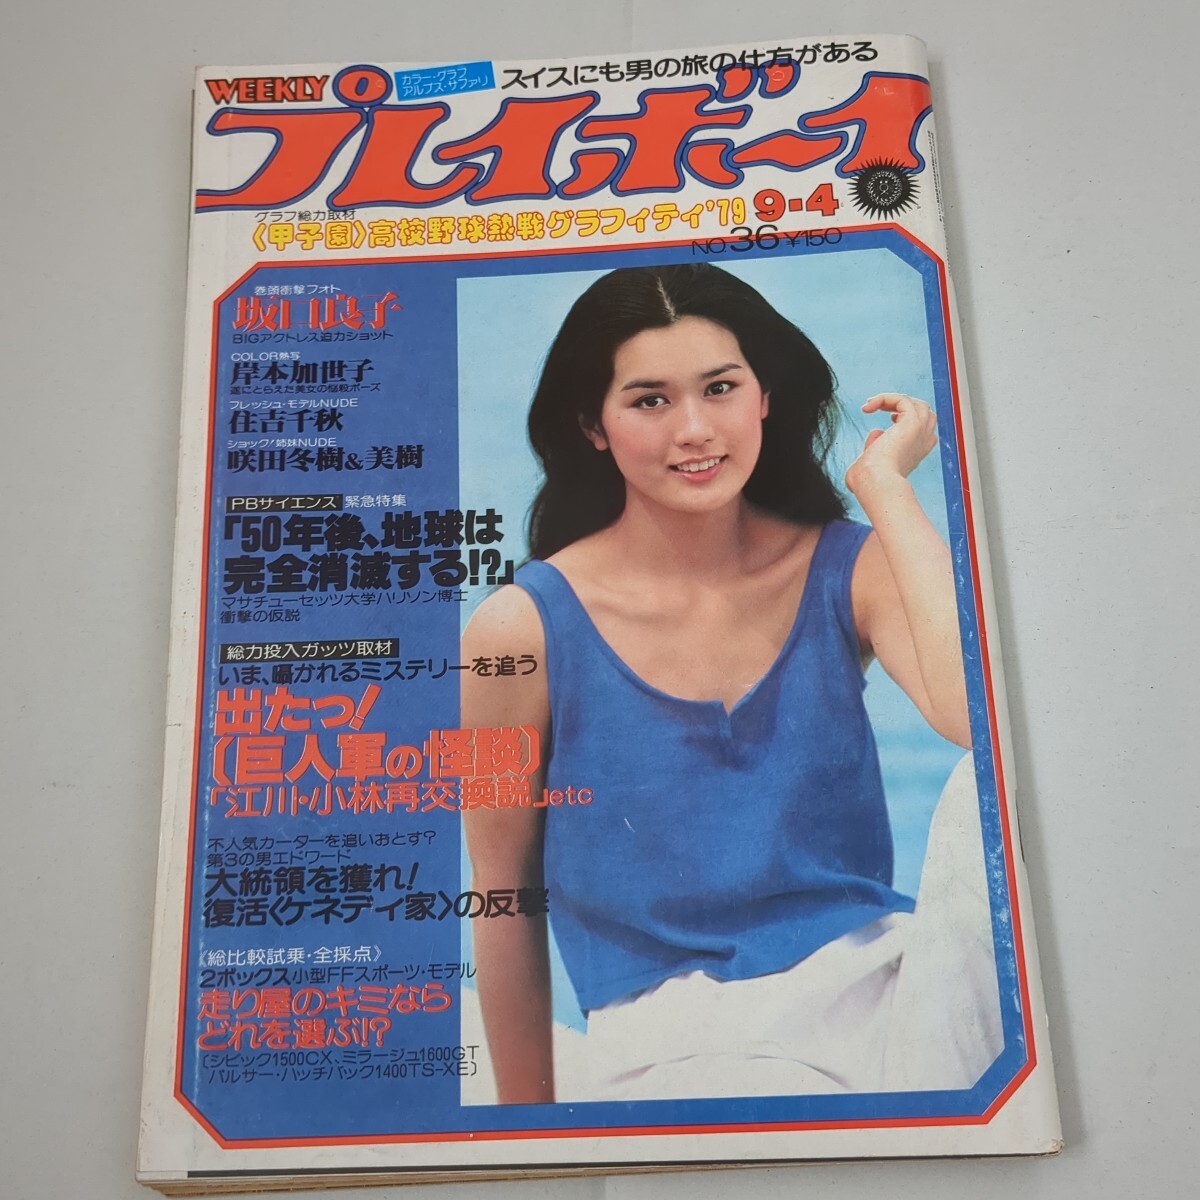 カラー・グラフ
アルプス・サファリ
スイスにも男の旅の仕方がある
WEEKLY
プレイボーイ
グラフ総力取材
〈甲子園〉高校野球熱戦グラフィティ'79
9・4
NO.36 ¥150
巻頭衝撃フォト
坂口良子
BIGアクトレス迫力ショット
COLOR熱写
岸本加世子
遂にとらえた美女の悩殺ポーズ
フレッシュ・モデルNUDE
住吉千秋
ショック!姉妹NUDE
咲田冬樹&美樹
PBサイエンス 緊急特集
「50年後、地球は
完全消滅する!?」
マサチューセッツ大学ハリソン博士
衝撃の仮説
総力投入ガッツ取材
いま、囁かれるミステリーを追う
出たっ!
〔巨人軍の怪談〕
「江川・小林再交換説」etc
不人気カーターを追いおとす?
第3の男エドワード
大統領を獲れ!
復活〈ケネディ家〉の反撃
《総比較試乗・全採点》
2ボックス小型FFスポーツ・モデル
走り屋のキミなら
どれを選ぶ!?
〔シビック1500CX、ミラージュ1600GT
パルサー・ハッチバック1400TS-XE〕